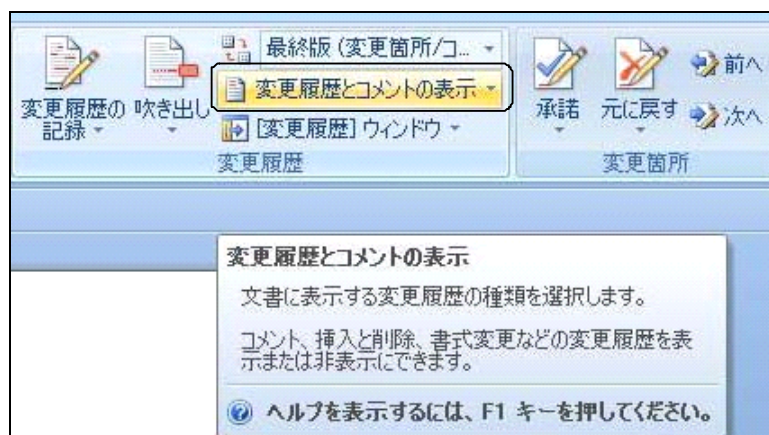 最終版 (変更箇所/コ...
変更履歴とコメントの表示
[変更履歴] ウィンドウ
変更履歴の
記録
吹き出し
変更履歴
承諾
元に戻す
前へ
次へ
変更箇所
変更履歴とコメントの表示
文書に表示する変更履歴の種類を選択します。
コメント、挿入と削除、書式変更などの変更履歴を表
示または非表示にできます。
ヘルプを表示するには、F1 キーを押してください。